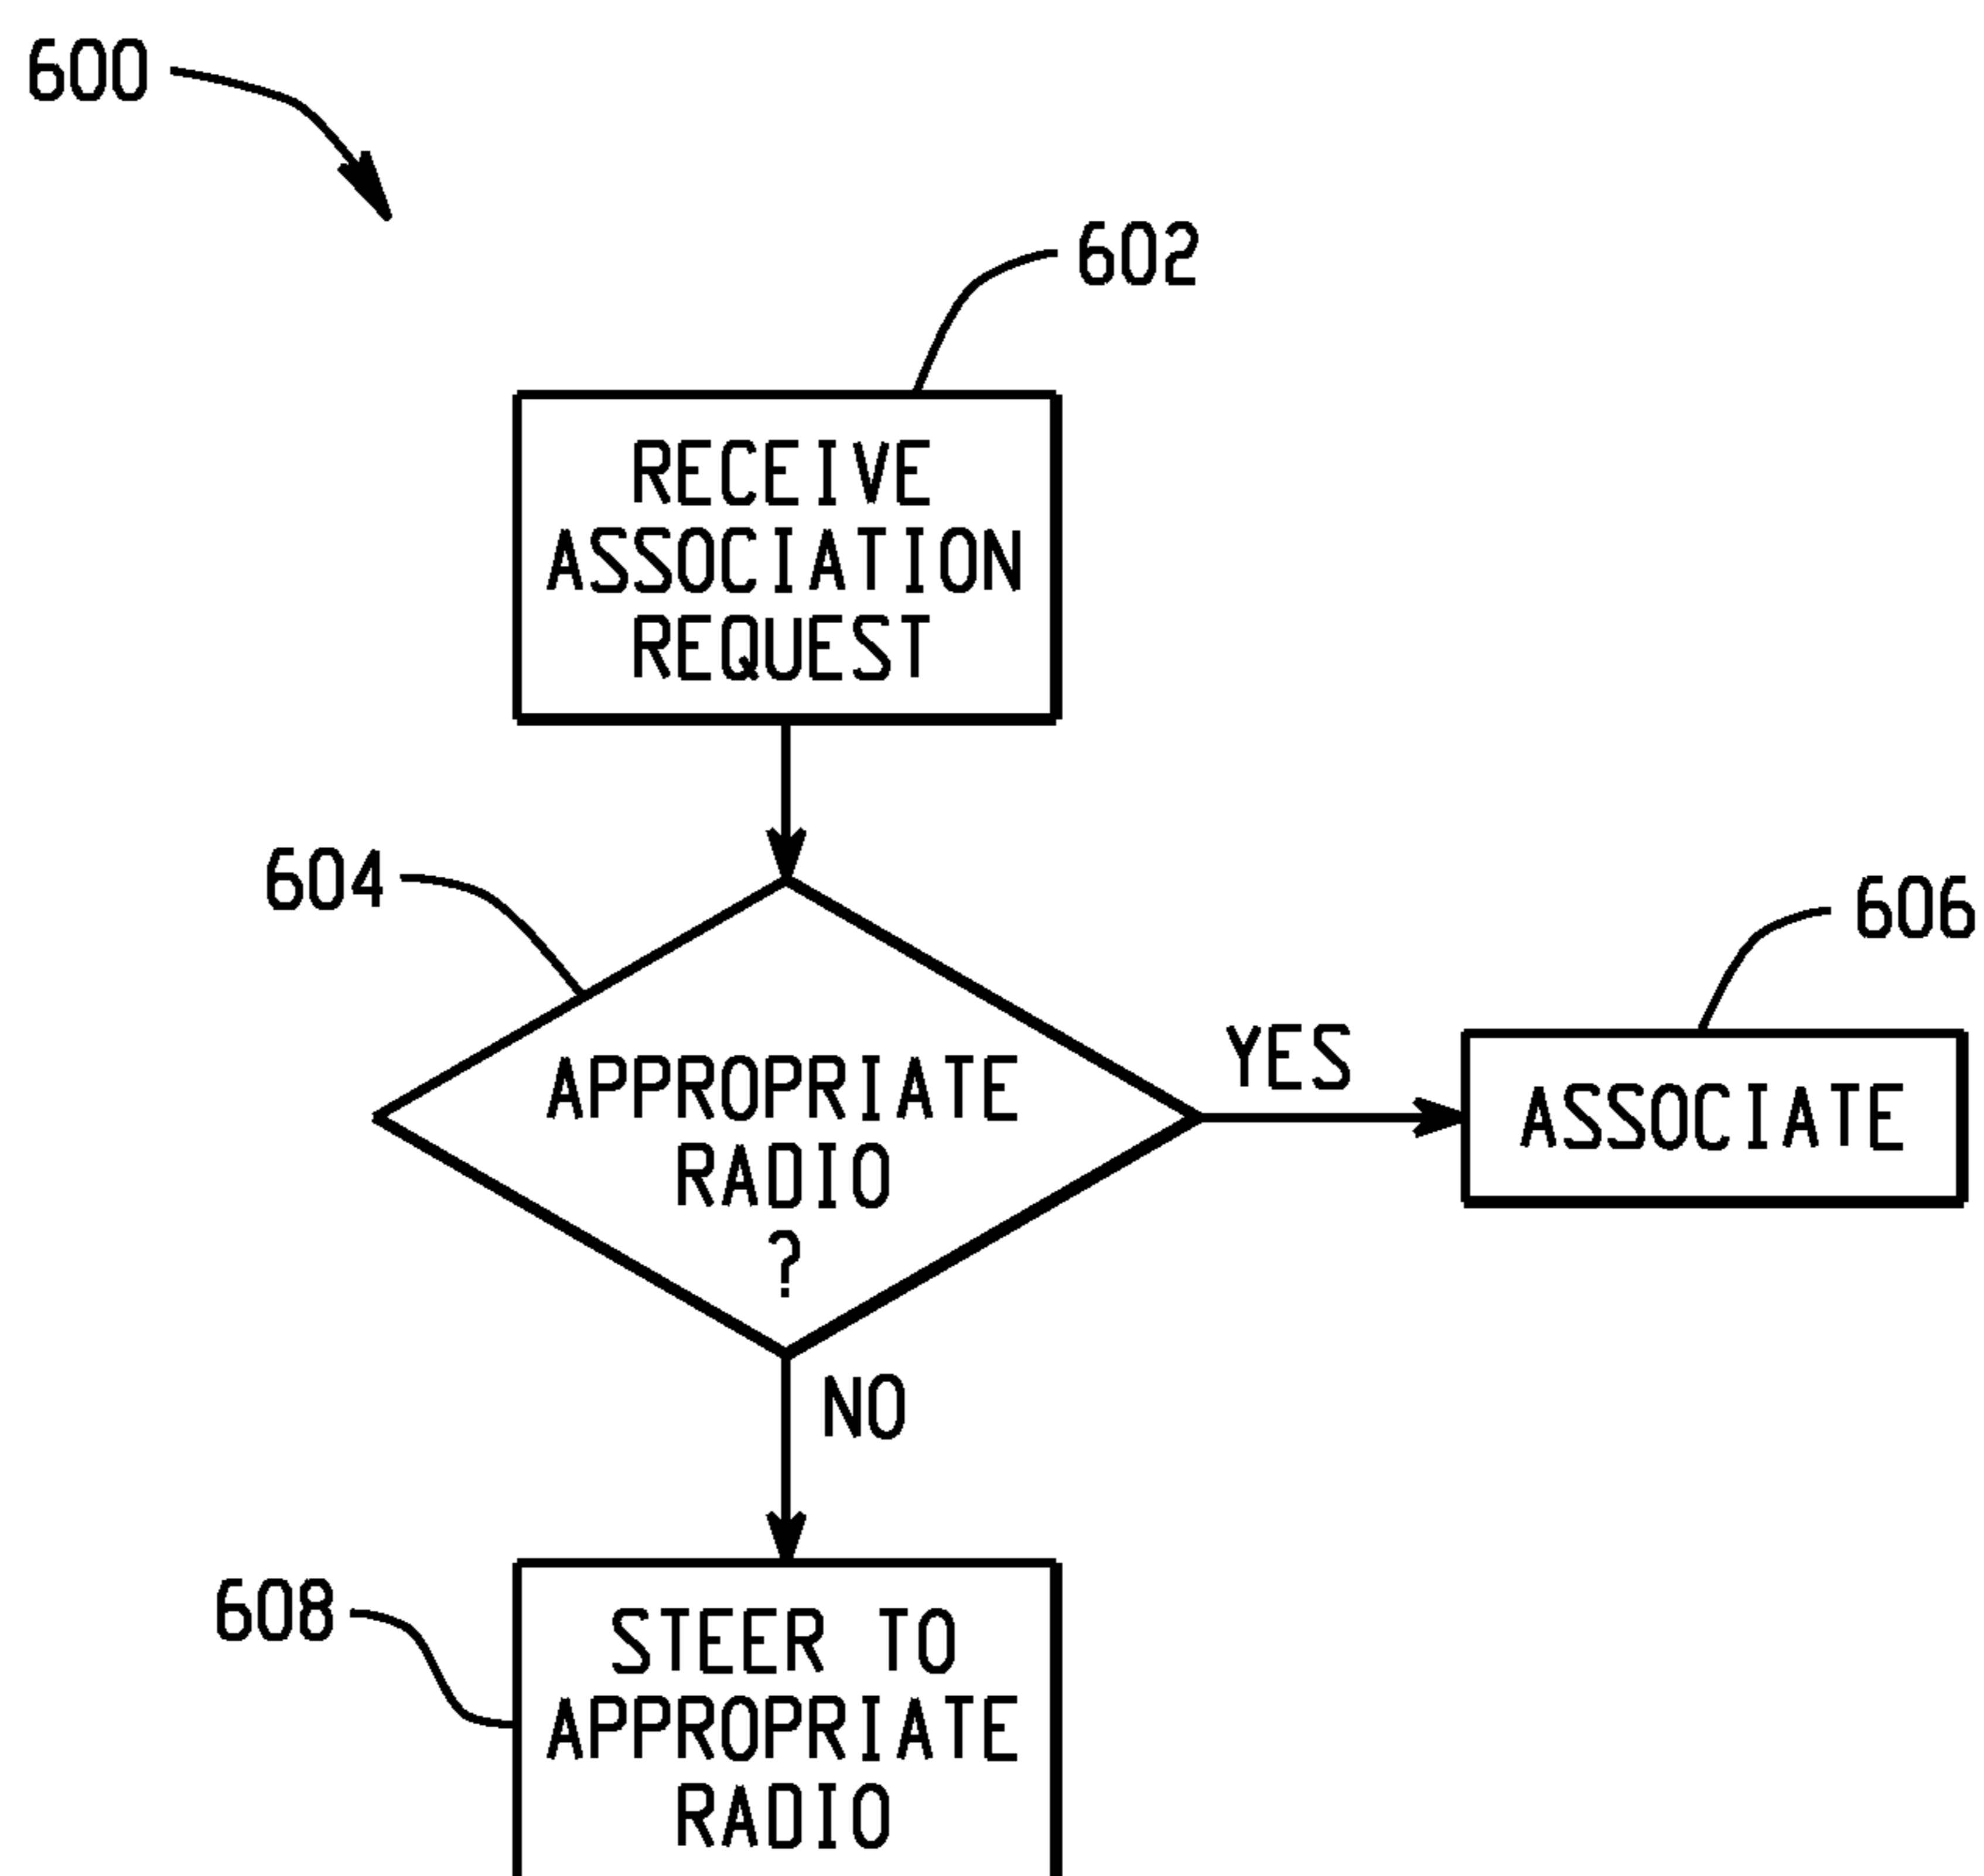 600
602
RECEIVE
ASSOCIATION
REQUEST
604
606
APPROPRIATE
RADIO
?
YES
ASSOCIATE
NO
608
STEER TO
APPROPRIATE
RADIO